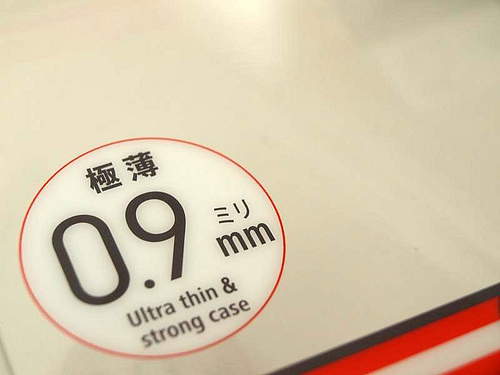 極薄
0.9 ミリ
mm
Ultra thin &
strong case